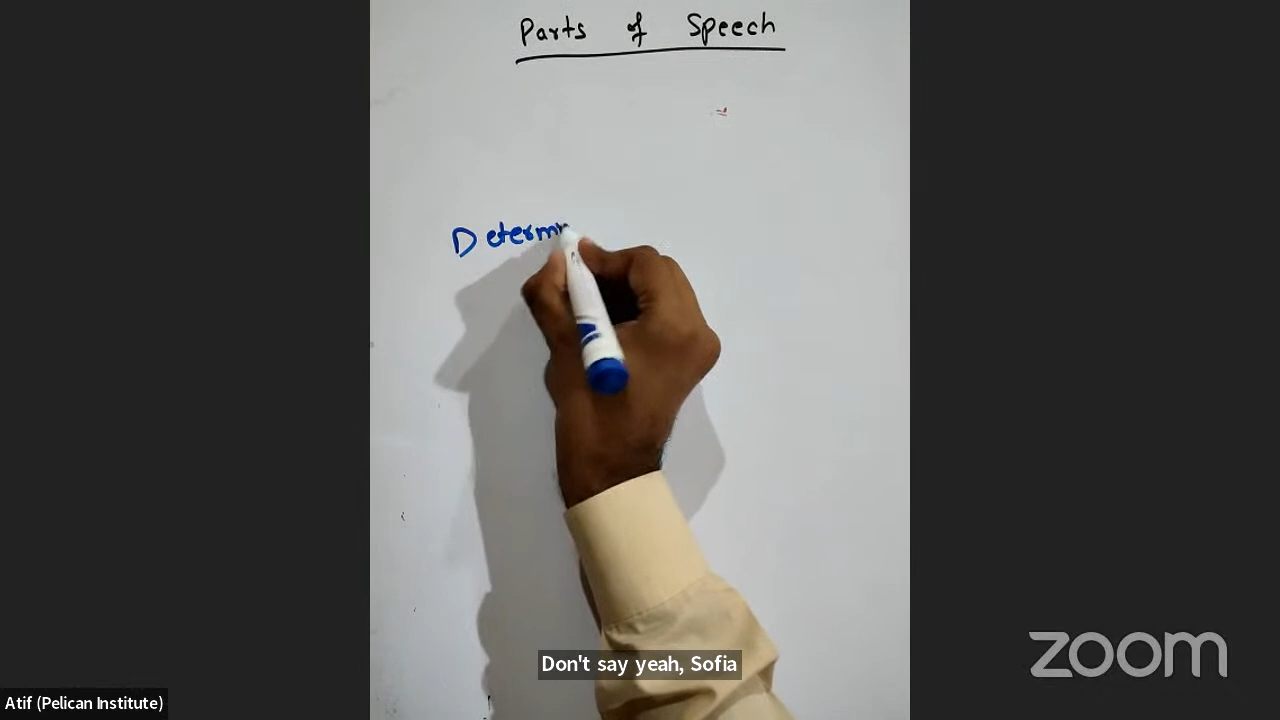 Parts of Speech
Determ
Don't say yeah, Sofia
zoom
Atif (Pelican Institute)